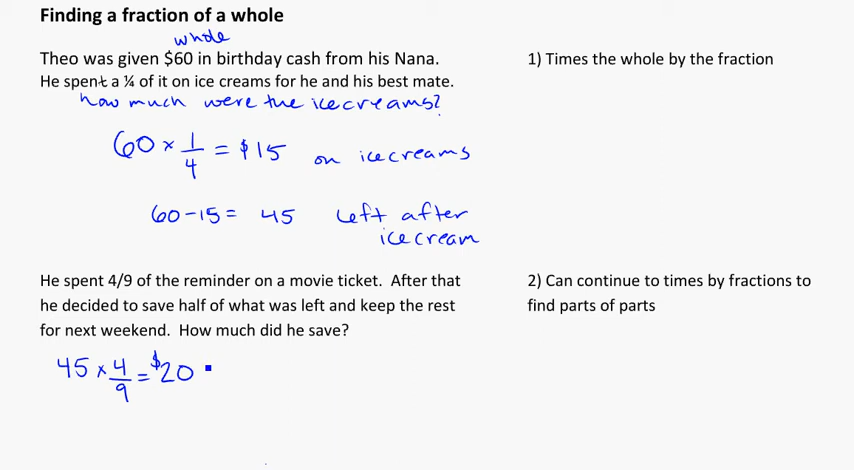 Finding a fraction of a whole
whole
Theo was given $60 in birthday cash from his Nana.
He spent a ¼ of it on ice creams for he and his best mate.
how much were the icecreams?
60 × 1/4 = $15 on icecreams
60 - 15 = 45 left after
icecream
1) Times the whole by the fraction
He spent 4/9 of the reminder on a movie ticket. After that
he decided to save half of what was left and keep the rest
for next weekend. How much did he save?
45 × 4/9 = $20
2) Can continue to times by fractions to
find parts of parts